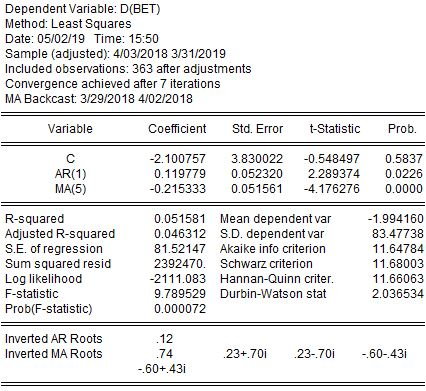 Dependent Variable: D(BET)
Method: Least Squares
Date: 05/02/19 Time: 15:50
Sample (adjusted): 4/03/2018 3/31/2019
Included observations: 363 after adjustments
Convergence achieved after 7 iterations
MA Backcast: 3/29/2018 4/02/2018
Variable Coefficient Std. Error t-Statistic Prob.
C -2.100757 3.830022 -0.548497 0.5837
AR(1) 0.119779 0.052320 2.289374 0.0226
MA(5) -0.215333 0.051561 -4.176276 0.0000
R-squared 0.051581 Mean dependent var -1.994160
Adjusted R-squared 0.046312 S.D. dependent var 83.47738
S.E. of regression 81.52147 Akaike info criterion 11.64784
Sum squared resid 2392470. Schwarz criterion 11.68003
Log likelihood -2111.083 Hannan-Quinn criter. 11.66063
F-statistic 9.789529 Durbin-Watson stat 2.036534
Prob(F-statistic) 0.000072
Inverted AR Roots .12
Inverted MA Roots .74 .23+.70i .23-.70i -.60-.43i
-.60+.43i